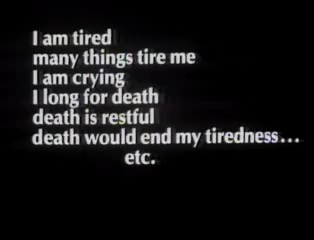 I am tired
many things tire me
I am crying
I long for death
death is restful
death would end my tiredness...
etc.